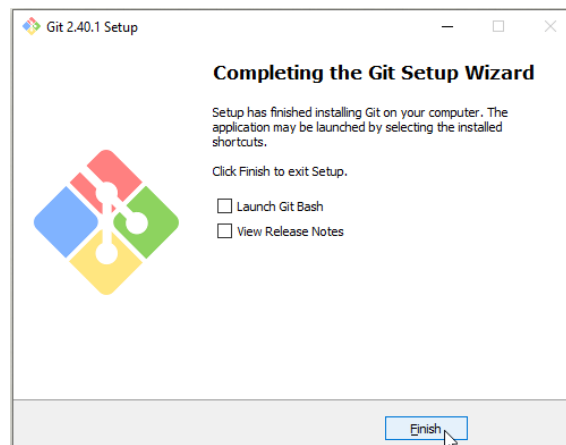 Git 2.40.1 Setup
Completing the Git Setup Wizard
Setup has finished installing Git on your computer. The
application may be launched by selecting the installed
shortcuts.
Click Finish to exit Setup.
Launch Git Bash
View Release Notes
Finish